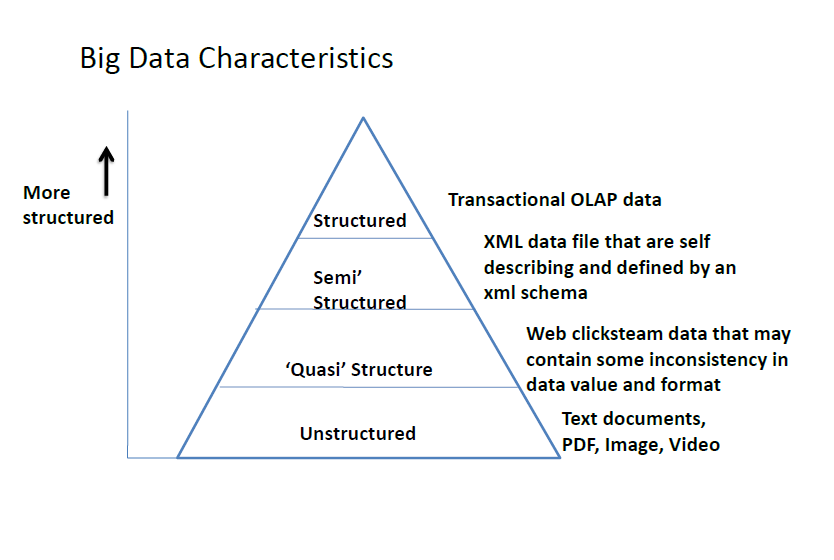 Big Data Characteristics
More
structured
Structured
Transactional OLAP data
Semi’
Structured
XML data file that are self
describing and defined by an
xml schema
‘Quasi’ Structure
Web clicksteam data that may
contain some inconsistency in
data value and format
Unstructured
Text documents,
PDF, Image, Video